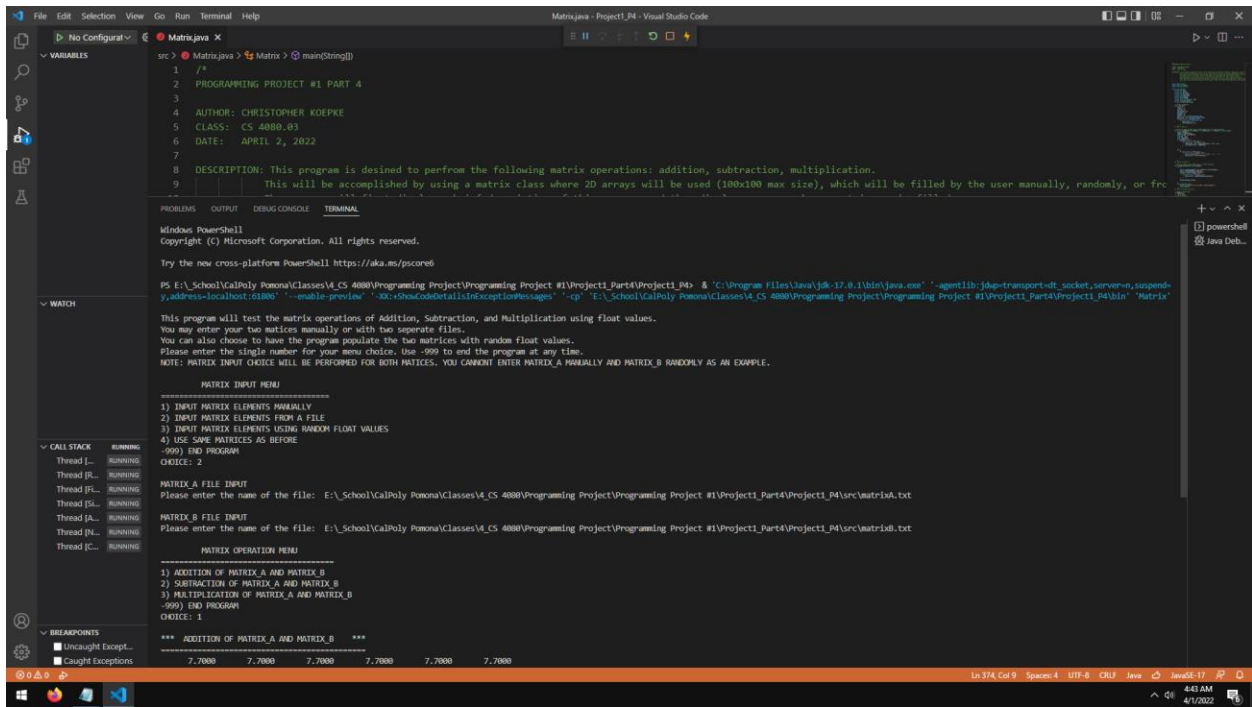 File Edit Selection View Go Run Terminal Help
Matrix.java - Project1_P4 - Visual Studio Code
No Configurat
Matrix.java
VARIABLES
src > Matrix.java > Matrix > main(String[])
1 /*
2 PROGRAMMING PROJECT #1 PART 4
3
4 AUTHOR: CHRISTOPHER KOEPKE
5 CLASS: CS 4080.03
6 DATE: APRIL 2, 2022
7
8 DESCRIPTION: This program is desined to perfrom the following matrix operations: addition, subtraction, multiplication.
9 This will be accomplished by using a matrix class where 2D arrays will be used (100x100 max size), which will be filled by the user manually, randomly, or fro
PROBLEMS OUTPUT DEBUG CONSOLE TERMINAL
powershell
Java Deb...
Windows PowerShell
Copyright (C) Microsoft Corporation. All rights reserved.
Try the new cross-platform PowerShell https://aka.ms/pscore6
PS E:\_School\CalPoly Pomona\Classes\4_CS 4080\Programming Project\Programming Project #1\Project1_Part4\Project1_P4> & 'C:\Program Files\Java\jdk-17.0.1\bin\java.exe' '-agentlib:jdwp=transport=dt_socket,server=n,suspend=
y,address=localhost:61806' '--enable-preview' '-XX:+ShowCodeDetailsInExceptionMessages' '-cp' 'E:\_School\CalPoly Pomona\Classes\4_CS 4080\Programming Project\Programming Project #1\Project1_Part4\Project1_P4\bin' 'Matrix'
WATCH
This program will test the matrix operations of Addition, Subtraction, and Multiplication using float values.
You may enter your two matices manually or with two seperate files.
You can also choose to have the program populate the two matrices with random float values.
Please enter the single number for your menu choice. Use -999 to end the program at any time.
NOTE: MATRIX INPUT CHOICE WILL BE PERFORMED FOR BOTH MATICES. YOU CANNONT ENTER MATRIX_A MANUALLY AND MATRIX_B RANDOMLY AS AN EXAMPLE.
MATRIX INPUT MENU
=====================================
1) INPUT MATRIX ELEMENTS MANUALLY
2) INPUT MATRIX ELEMENTS FROM A FILE
3) INPUT MATRIX ELEMENTS USING RANDOM FLOAT VALUES
4) USE SAME MATRICES AS BEFORE
-999) END PROGRAM
CHOICE: 2
CALL STACK RUNNING
Thread [... RUNNING
Thread [R... RUNNING
Thread [Fi... RUNNING
Thread [Si... RUNNING
Thread [A... RUNNING
Thread [N... RUNNING
Thread [C... RUNNING
MATRIX_A FILE INPUT
Please enter the name of the file: E:\_School\CalPoly Pomona\Classes\4_CS 4080\Programming Project\Programming Project #1\Project1_Part4\Project1_P4\src\matrixA.txt
MATRIX_B FILE INPUT
Please enter the name of the file: E:\_School\CalPoly Pomona\Classes\4_CS 4080\Programming Project\Programming Project #1\Project1_Part4\Project1_P4\src\matrixB.txt
MATRIX OPERATION MENU
======================================
1) ADDITION OF MATRIX_A AND MATRIX_B
2) SUBTRACTION OF MATRIX_A AND MATRIX_B
3) MULTIPLICATION OF MATRIX_A AND MATRIX_B
-999) END PROGRAM
CHOICE: 1
*** ADDITION OF MATRIX_A AND MATRIX_B ***
=============================================
7.7000 7.7000 7.7000 7.7000 7.7000 7.7000
BREAKPOINTS
Uncaught Except...
Caught Exceptions
0 0
Ln 374, Col 9 Spaces: 4 UTF-8 CRLF Java JavaSE-17
4:43 AM
4/1/2022